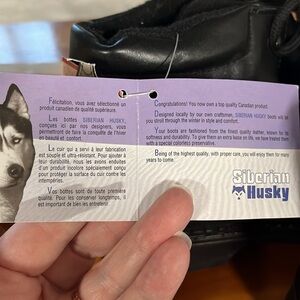 Félicitation, vous avez sélectionné un
produit canadien de qualité supérieure.
Les bottes SIBERIAN HUSKY,
conçues ici par nos designers, vous
permettront de faire la conquête de l'hiver
en beauté et confort.
Le cuir qui a servi à leur fabrication
est souple et ultra-résistant. Pour ajouter à
leur durabilité, nous les avons enduites
d'un produit incolore spécialement conçu
pour protéger la surface du cuir contre les
intempéries.
Vos bottes sont de toute première
qualité. Pour les conserver longtemps, il
est important de bien les entretenir.
Congratulations! You now own a top quality Canadian product.
Designed locally by our own craftsmen, SIBERIAN HUSKY boots will let
you stroll through the winter in style and comfort.
Your boots are fashioned from the finest quality leather, known for its
softness and durability. To give them an extra lease on life, we have treated them
with a special colorless protector.
Being of the highest quality, with proper care, you will enjoy them for many
years to come.
Siberian
Husky